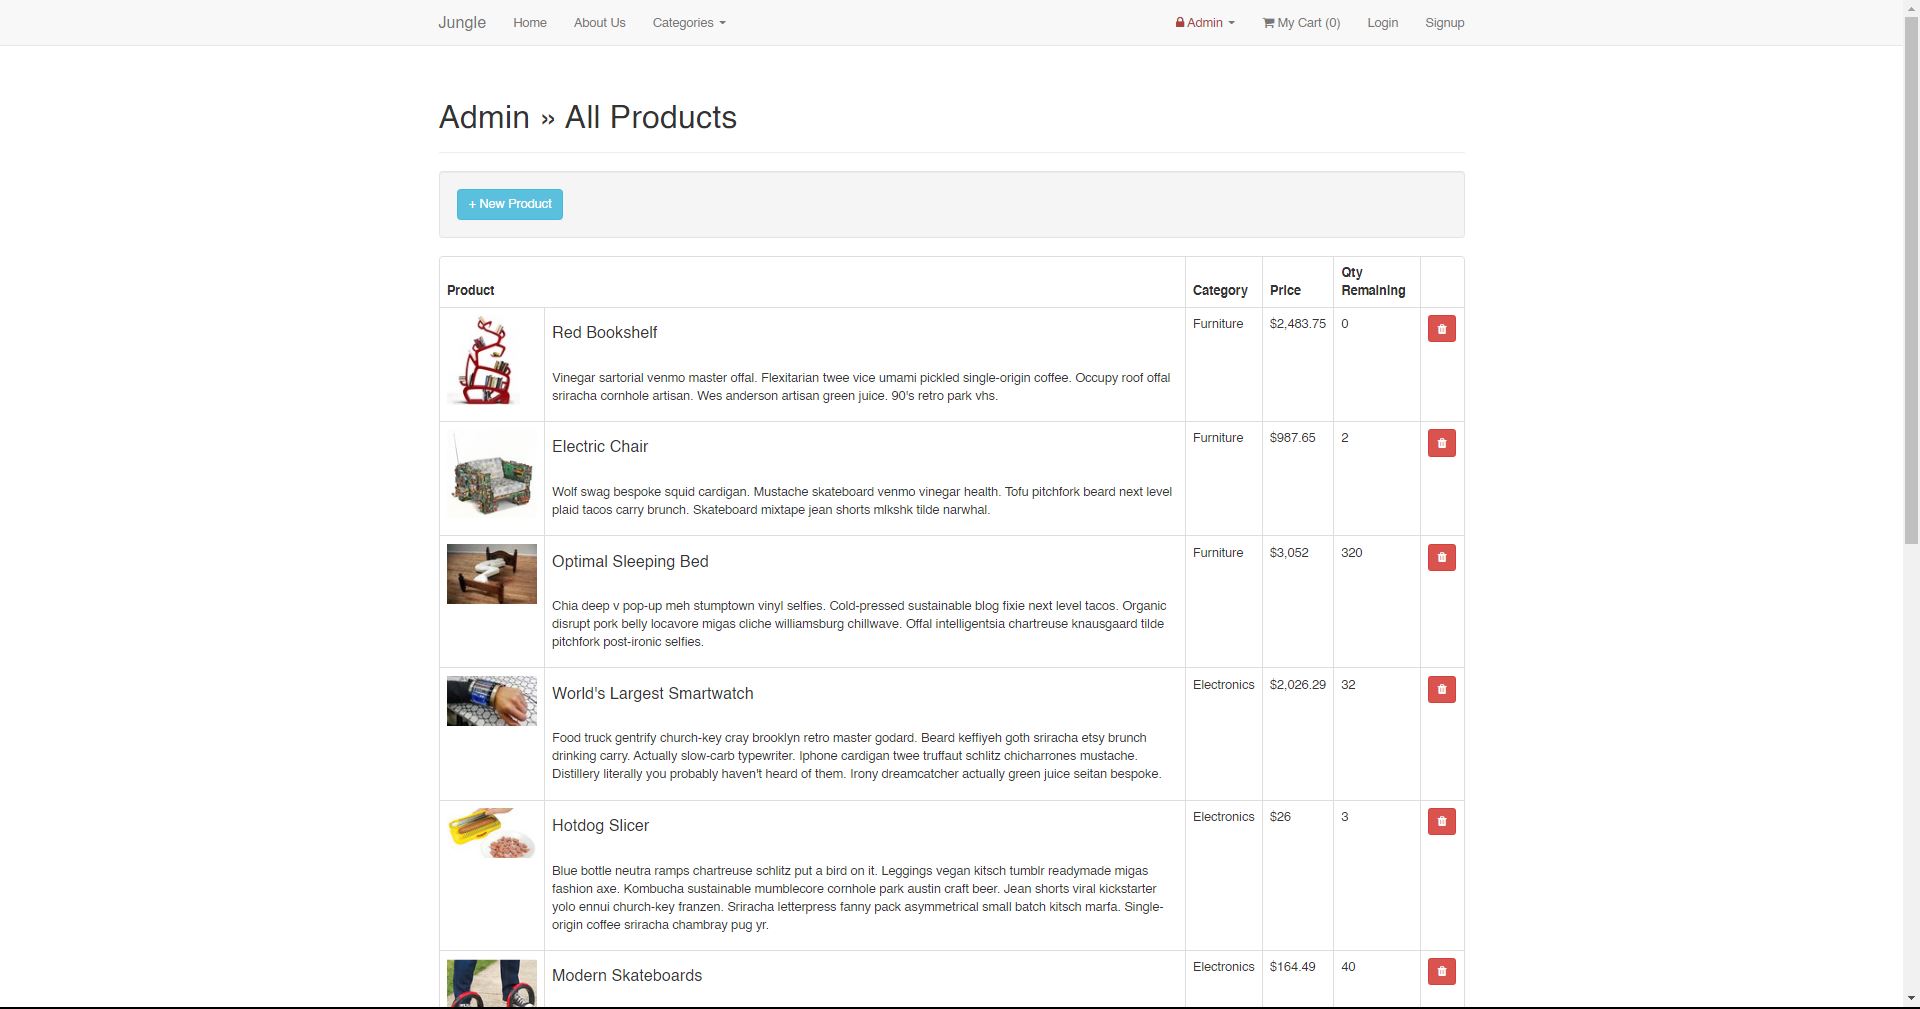 Jungle Home About Us Categories Admin My Cart (0) Login Signup
Admin » All Products
+ New Product
Product Category Price Qty Remaining
Red Bookshelf Furniture $2,483.75 0
Vinegar sartorial venmo master offal. Flexitarian twee vice umami pickled single-origin coffee. Occupy roof offal
sriracha cornhole artisan. Wes anderson artisan green juice. 90's retro park vhs.
Electric Chair Furniture $987.65 2
Wolf swag bespoke squid cardigan. Mustache skateboard venmo vinegar health. Tofu pitchfork beard next level
plaid tacos carry brunch. Skateboard mixtape jean shorts mlkshk tilde narwhal.
Optimal Sleeping Bed Furniture $3,052 320
Chia deep v pop-up meh stumptown vinyl selfies. Cold-pressed sustainable blog fixie next level tacos. Organic
disrupt pork belly locavore migas cliche williamsburg chillwave. Offal intelligentsia chartreuse knausgaard tilde
pitchfork post-ironic selfies.
World's Largest Smartwatch Electronics $2,026.29 32
Food truck gentrify church-key cray brooklyn retro master godard. Beard keffiyeh goth sriracha etsy brunch
drinking carry. Actually slow-carb typewriter. Iphone cardigan twee truffaut schlitz chicharrones mustache.
Distillery literally you probably haven't heard of them. Irony dreamcatcher actually green juice seitan bespoke.
Hotdog Slicer Electronics $26 3
Blue bottle neutra ramps chartreuse schlitz put a bird on it. Leggings vegan kitsch tumblr readymade migas
fashion axe. Kombucha sustainable mumblecore cornhole park austin craft beer. Jean shorts viral kickstarter
yolo ennui church-key franzen. Sriracha letterpress fanny pack asymmetrical small batch kitsch marfa. Single-
origin coffee sriracha chambray pug yr.
Modern Skateboards Electronics $164.49 40